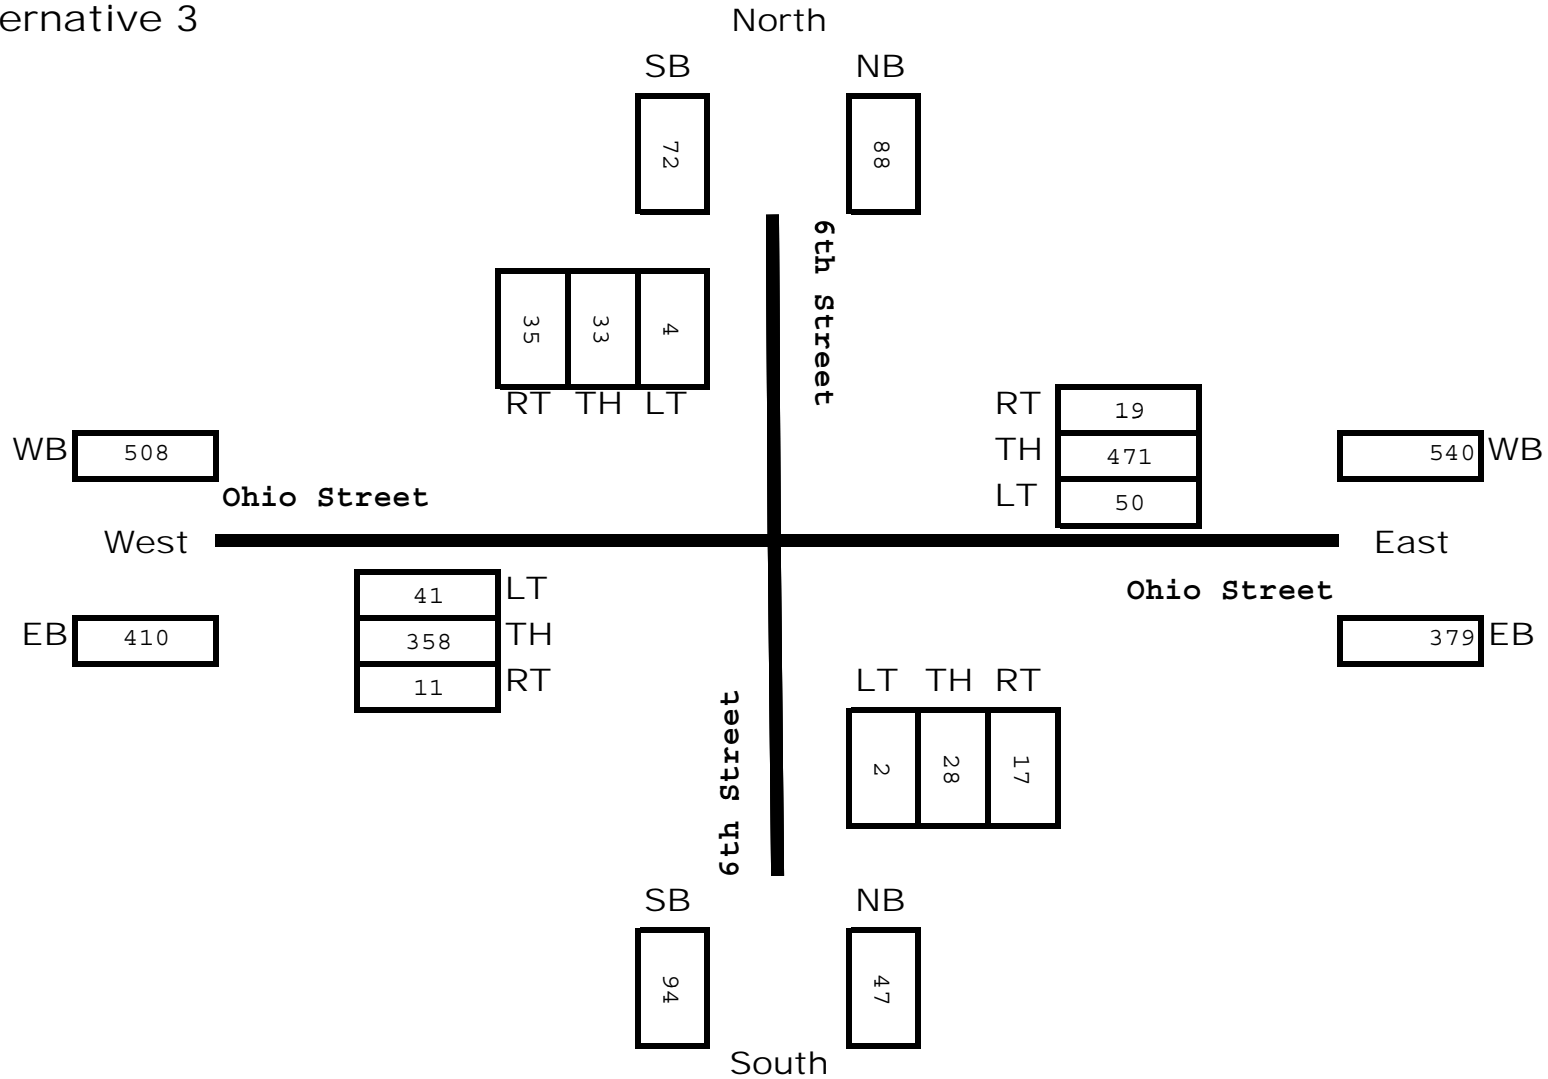 ernative 3
North
SB NB
72 88
6th Street
35 33 4
RT TH LT
RT 19
TH 471
LT 50
WB 508
540 WB
Ohio Street
West East
Ohio Street
41 LT
358 TH
11 RT
EB 410
379 EB
LT TH RT
2 28 17
6th Street
SB NB
94 47
South